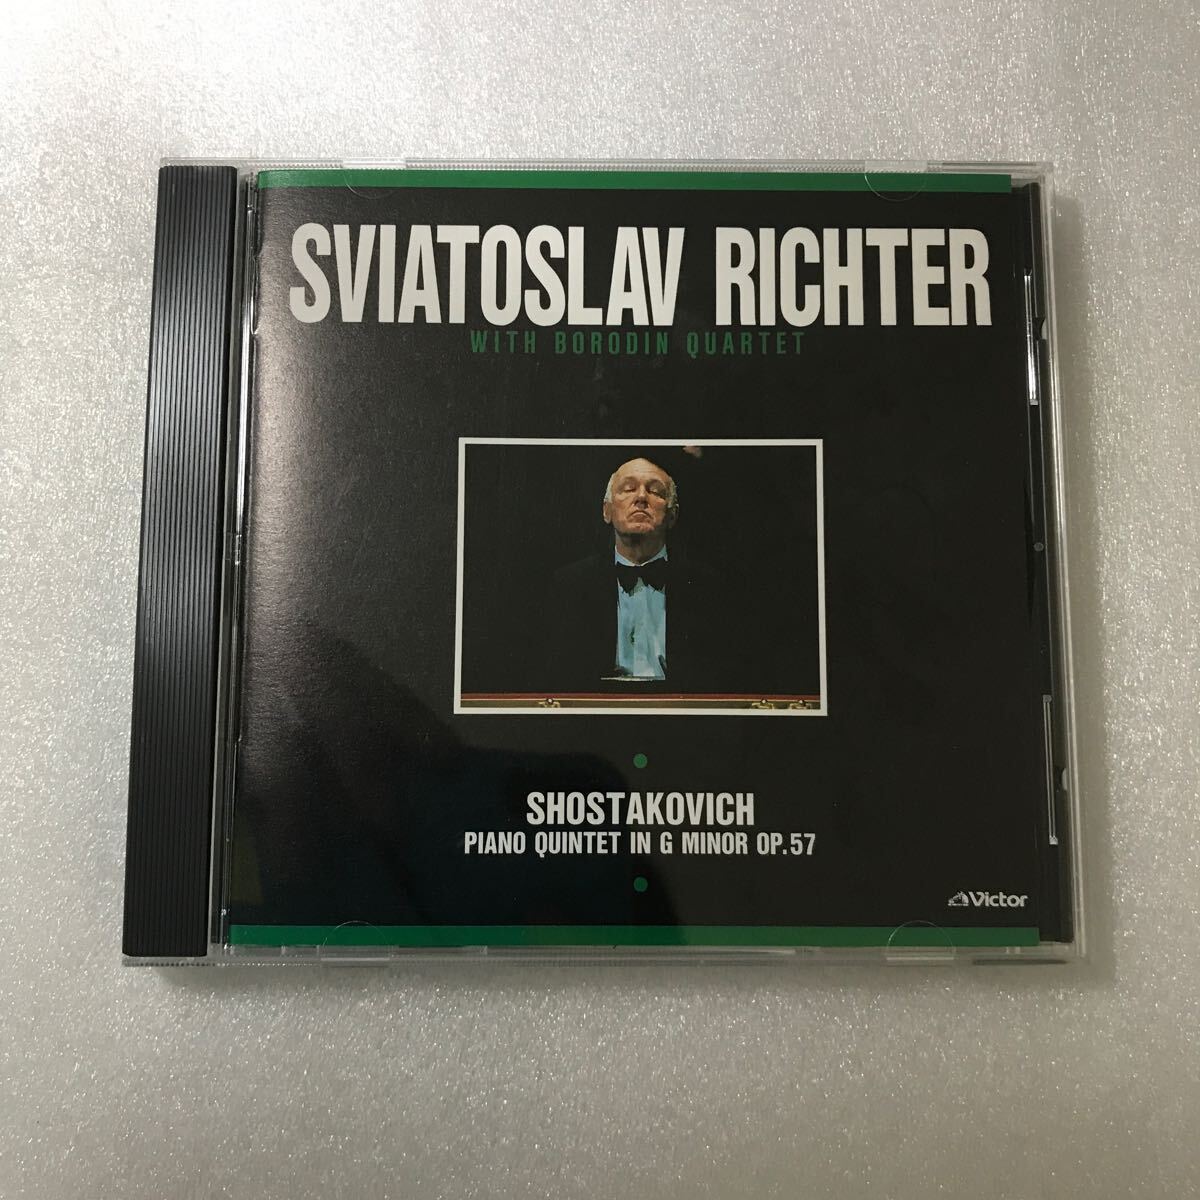 SVIATOSLAV RICHTER
WITH BORODIN QUARTET
SHOSTAKOVICH
PIANO QUINTET IN G MINOR OP.57
Victor